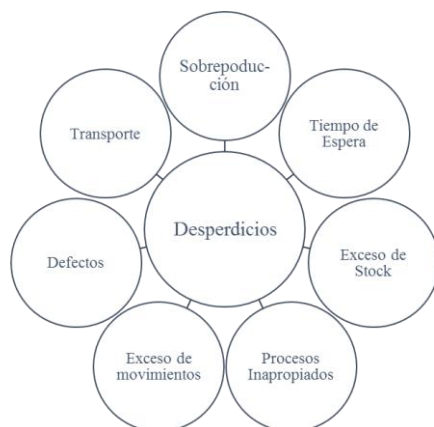 Sobrepoduc-
ción
Tiempo de
Espera
Exceso de
Stock
Procesos
Inapropiados
Exceso de
movimientos
Defectos
Transporte
Desperdicios